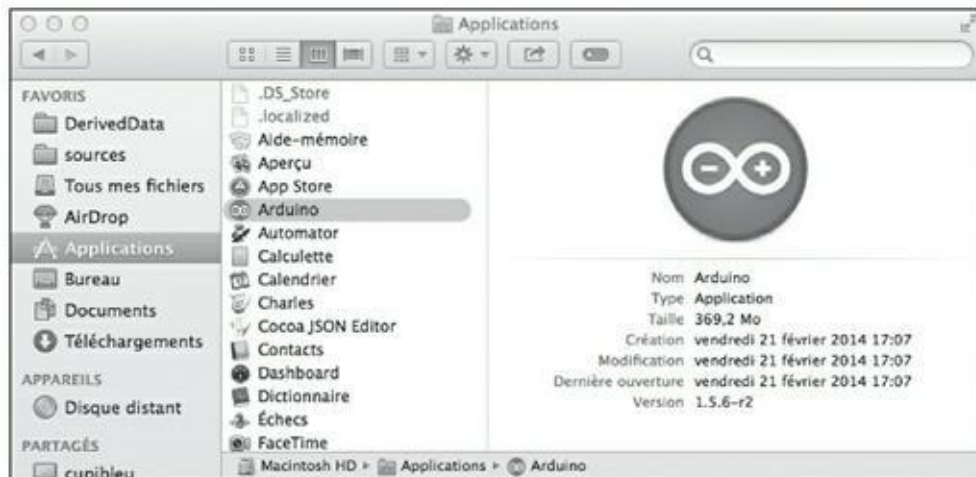 Applications
FAVORIS
DerivedData
sources
Tous mes fichiers
AirDrop
Applications
Bureau
Documents
Téléchargements
APPAREILS
Disque distant
PARTAGÉS
cupibleu
.DS_Store
.localized
Aide-mémoire
Aperçu
App Store
Arduino
Automator
Calculette
Calendrier
Charles
Cocoa JSON Editor
Contacts
Dashboard
Dictionnaire
Échecs
FaceTime
Nom Arduino
Type Application
Taille 369,2 Mo
Création vendredi 21 février 2014 17:07
Modification vendredi 21 février 2014 17:07
Dernière ouverture vendredi 21 février 2014 17:07
Version 1.5.6-r2
Macintosh HD ▸ Applications ▸ Arduino